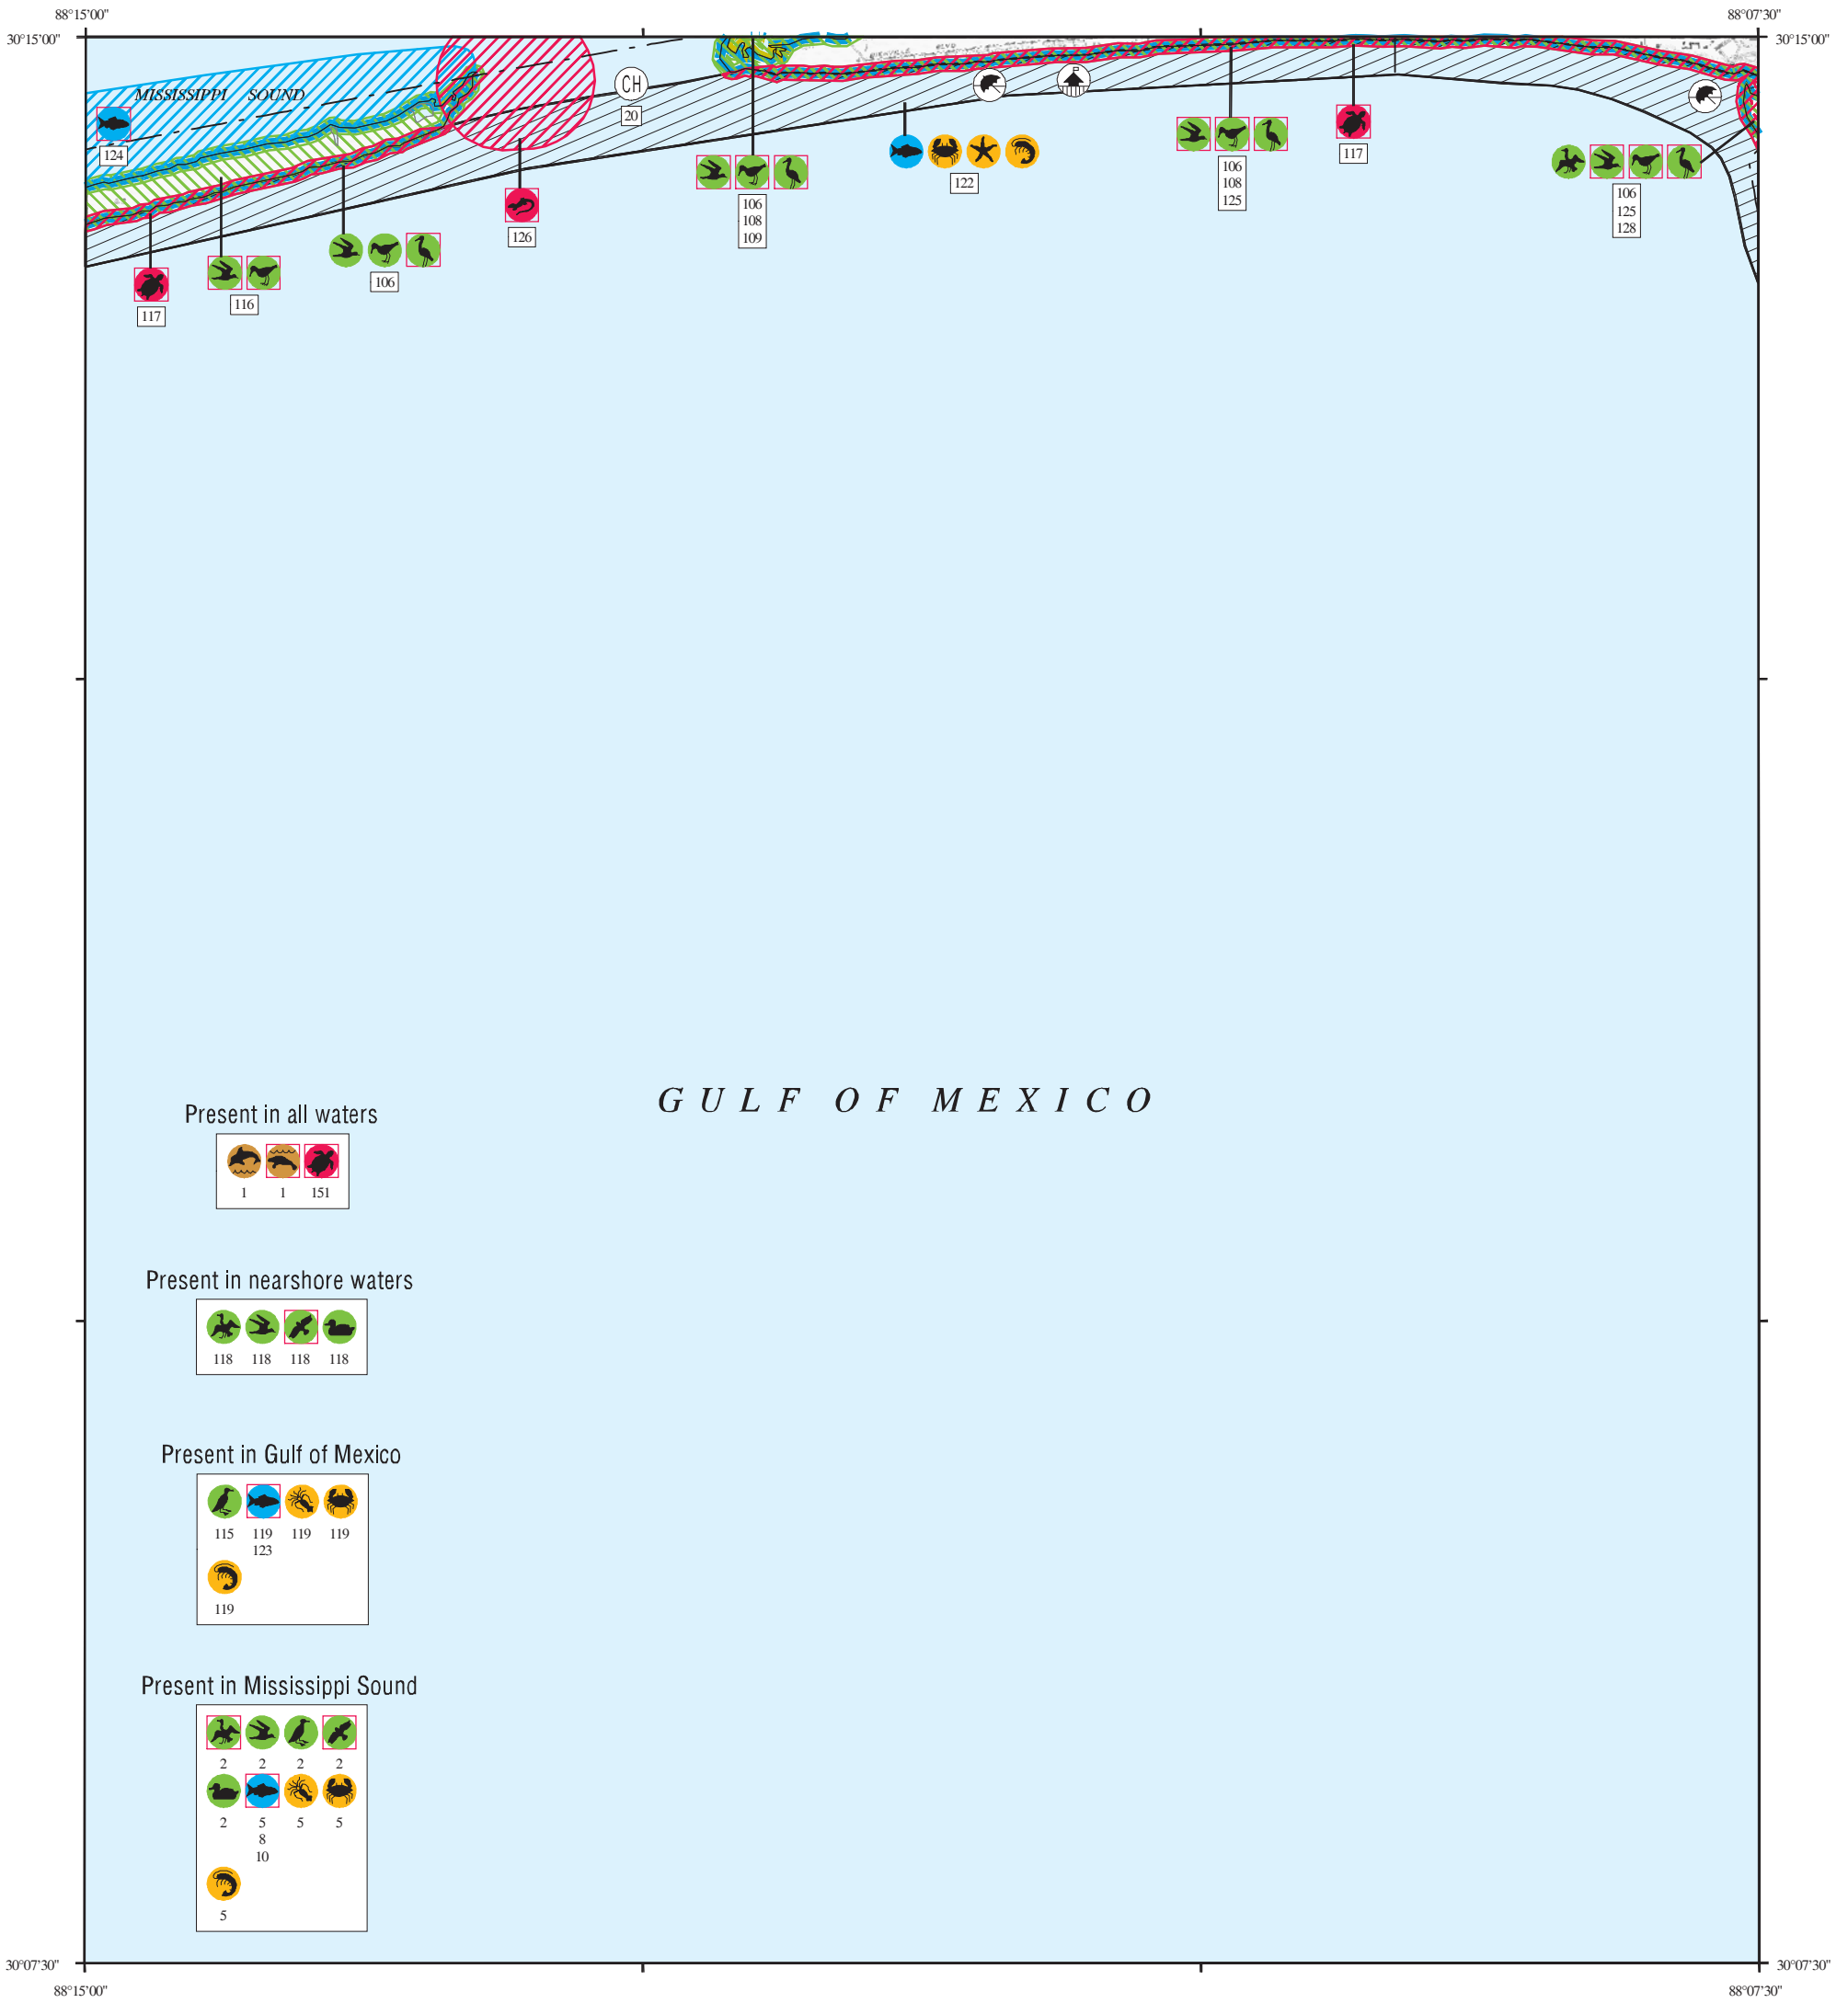 88°15'00"
88°07'30"
30°15'00"
30°15'00"
MISSISSIPPI SOUND
CH
20
124
117
116
106
126
106
108
109
122
106
108
125
117
106
125
128
GULF OF MEXICO
Present in all waters
1 1 151
Present in nearshore waters
118 118 118 118
Present in Gulf of Mexico
115 119 119 119
123
119
Present in Mississippi Sound
2 2 2 2
2 5 5 5
8
10
5
30°07'30"
30°07'30"
88°15'00"
88°07'30"